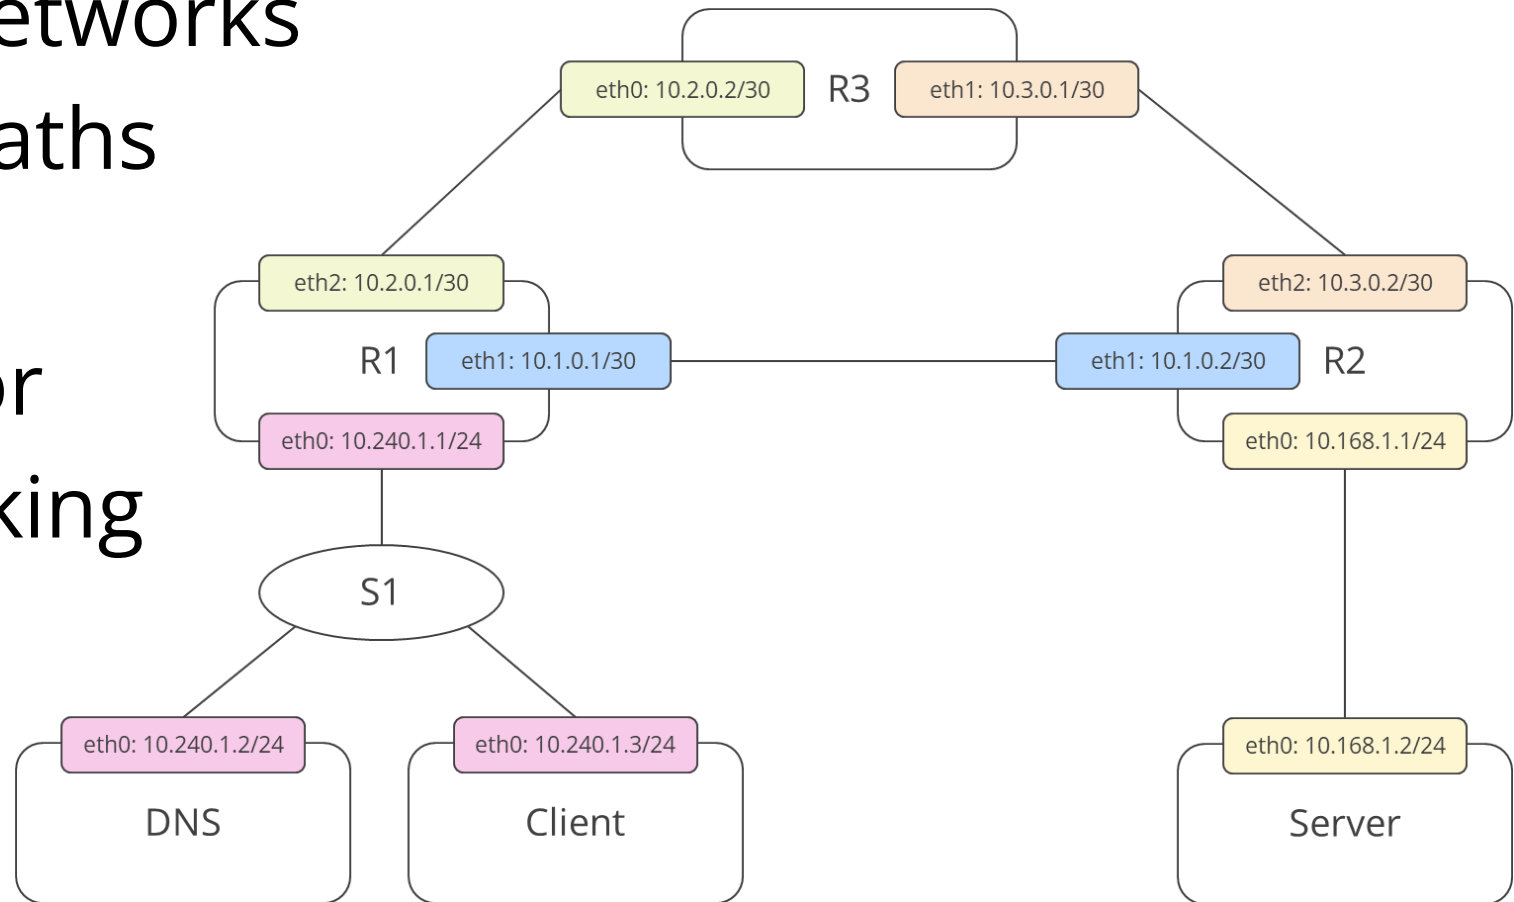 etworks
aths
or
king
eth0: 10.2.0.2/30
R3
eth1: 10.3.0.1/30
eth2: 10.2.0.1/30
R1
eth1: 10.1.0.1/30
eth0: 10.240.1.1/24
eth2: 10.3.0.2/30
eth1: 10.1.0.2/30
R2
eth0: 10.168.1.1/24
S1
eth0: 10.240.1.2/24
DNS
eth0: 10.240.1.3/24
Client
eth0: 10.168.1.2/24
Server